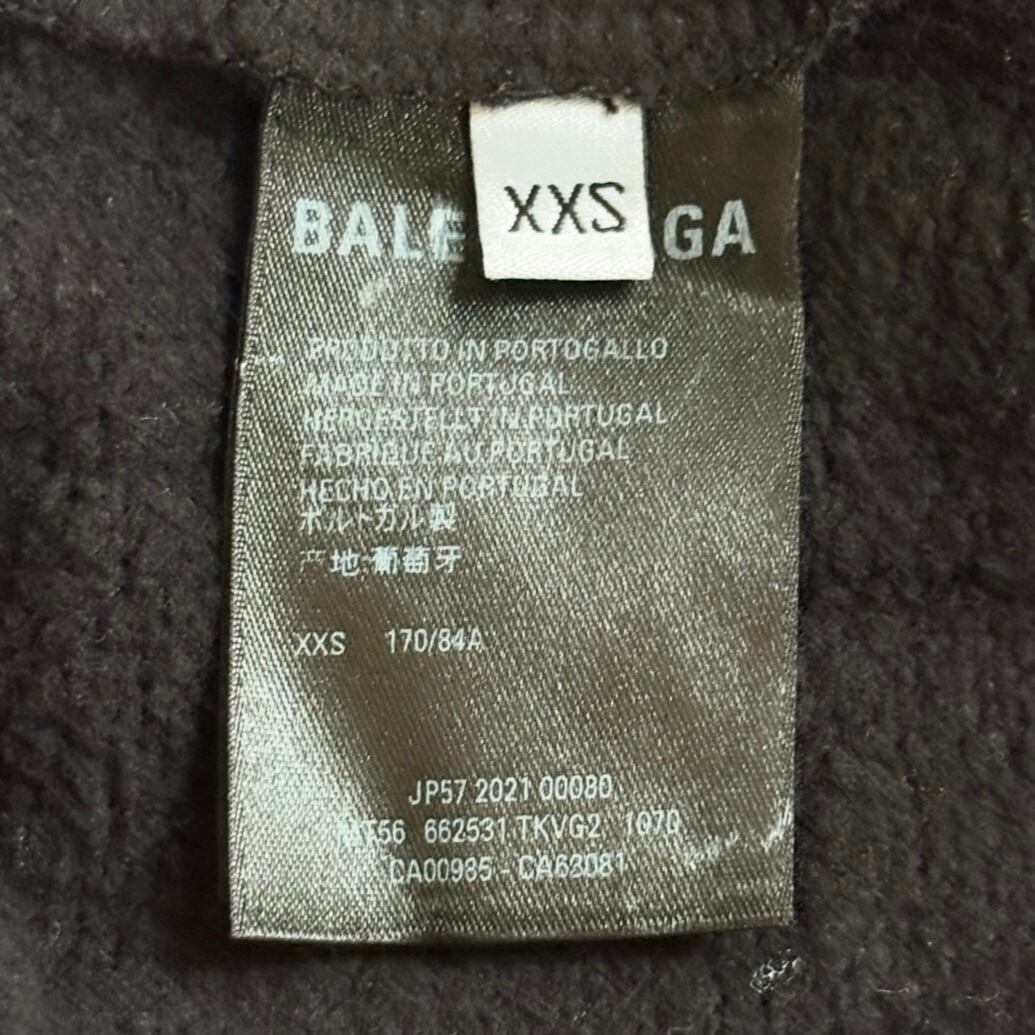 XXS
BALE GA
PRODOTTO IN PORTOGALLO
MADE IN PORTUGAL
HERGESTELLT IN PORTUGAL
FABRIQUE AU PORTUGAL
HECHO EN PORTUGAL
ポルトガル製
产地 葡萄牙
XXS 170/84A
JP57 2021 00080
MT56 662531 TKVG2 1070
CA00985 - CA63081